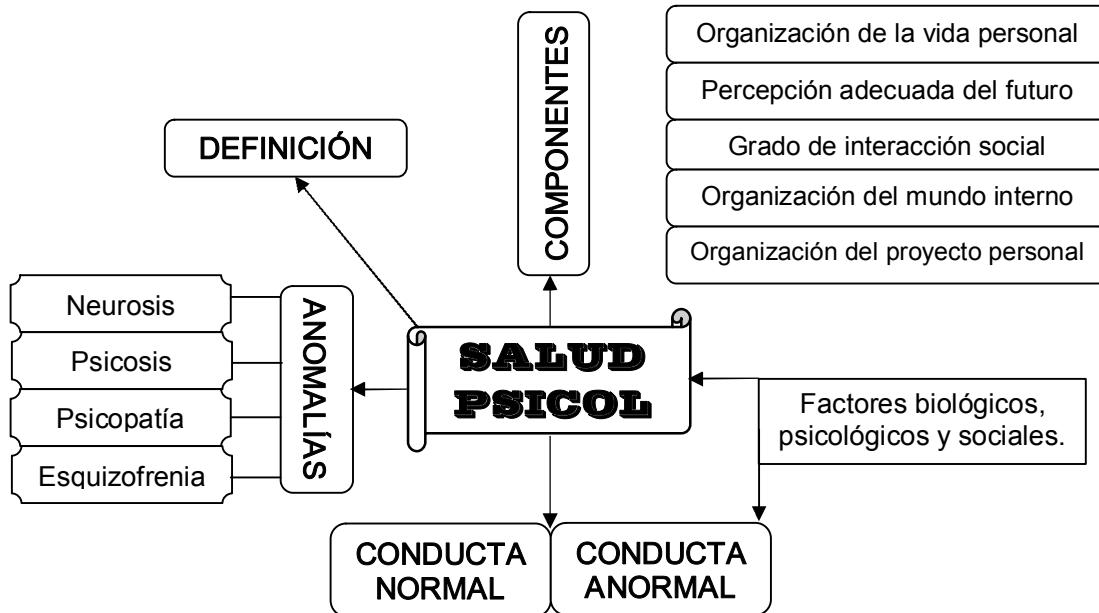 COMPONENTES
Organización de la vida personal
Percepción adecuada del futuro
Grado de interacción social
Organización del mundo interno
Organización del proyecto personal
DEFINICIÓN
ANOMALÍAS
Neurosis
Psicosis
Psicopatía
Esquizofrenia
SALUD
PSICOL
Factores biológicos,
psicológicos y sociales.
CONDUCTA
NORMAL
CONDUCTA
ANORMAL